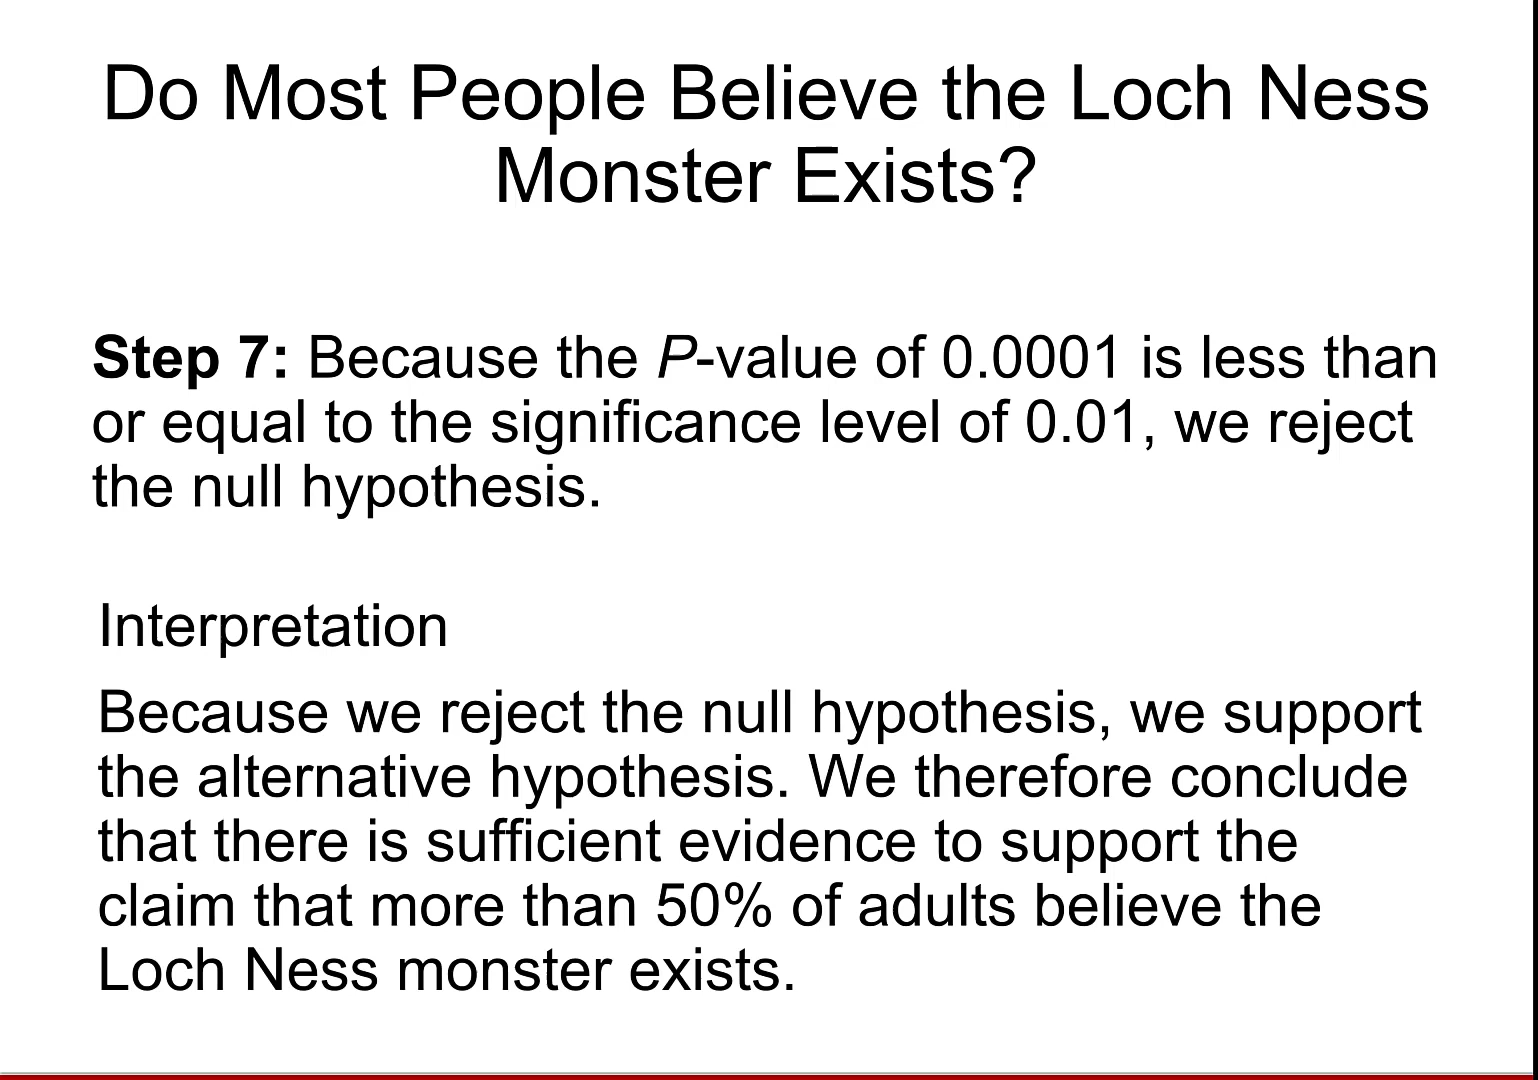 Do Most People Believe the Loch Ness
Monster Exists?
Step 7: Because the P-value of 0.0001 is less than
or equal to the significance level of 0.01, we reject
the null hypothesis.
Interpretation
Because we reject the null hypothesis, we support
the alternative hypothesis. We therefore conclude
that there is sufficient evidence to support the
claim that more than 50% of adults believe the
Loch Ness monster exists.